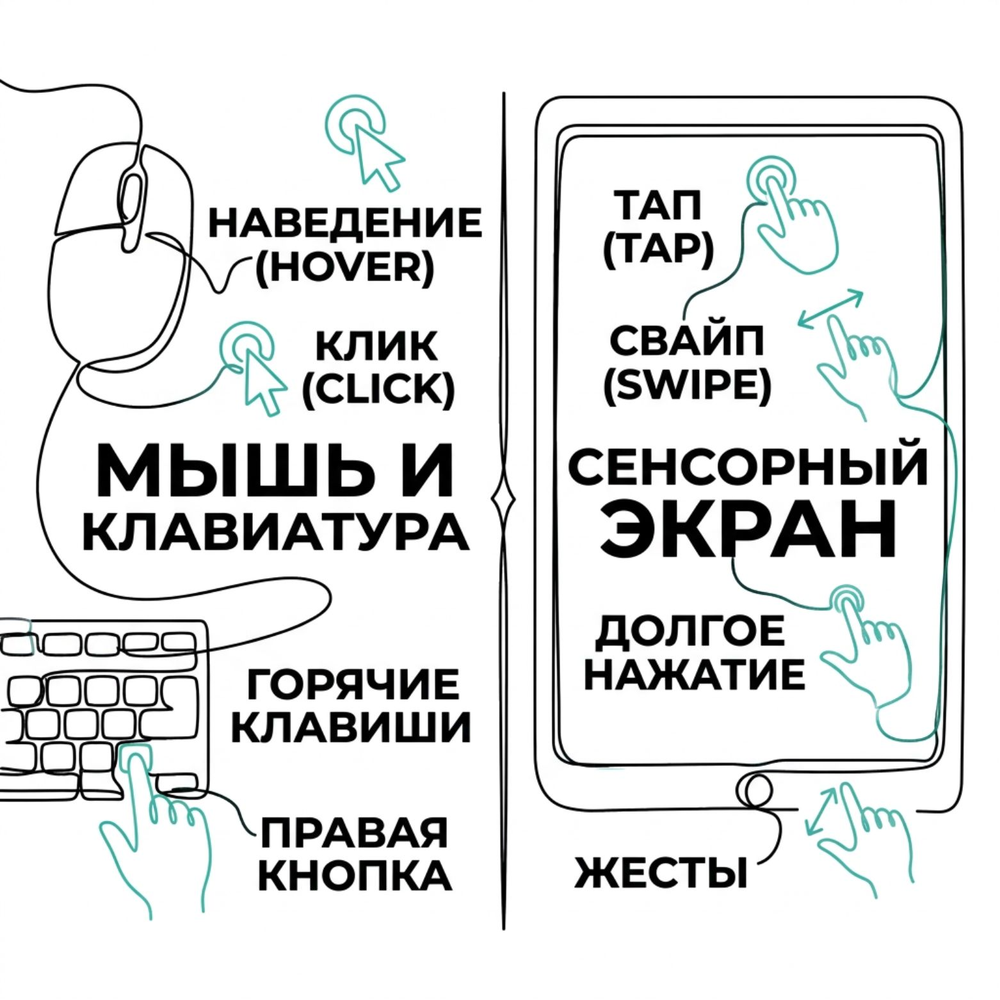 НАВЕДЕНИЕ
(HOVER)
КЛИК
(CLICK)
МЫШЬ И
КЛАВИАТУРА
ГОРЯЧИЕ
КЛАВИШИ
ПРАВАЯ
КНОПКА
ТАП
(TAP)
СВАЙП
(SWIPE)
СЕНСОРНЫЙ
ЭКРАН
ДОЛГОЕ
НАЖАТИЕ
ЖЕСТЫ